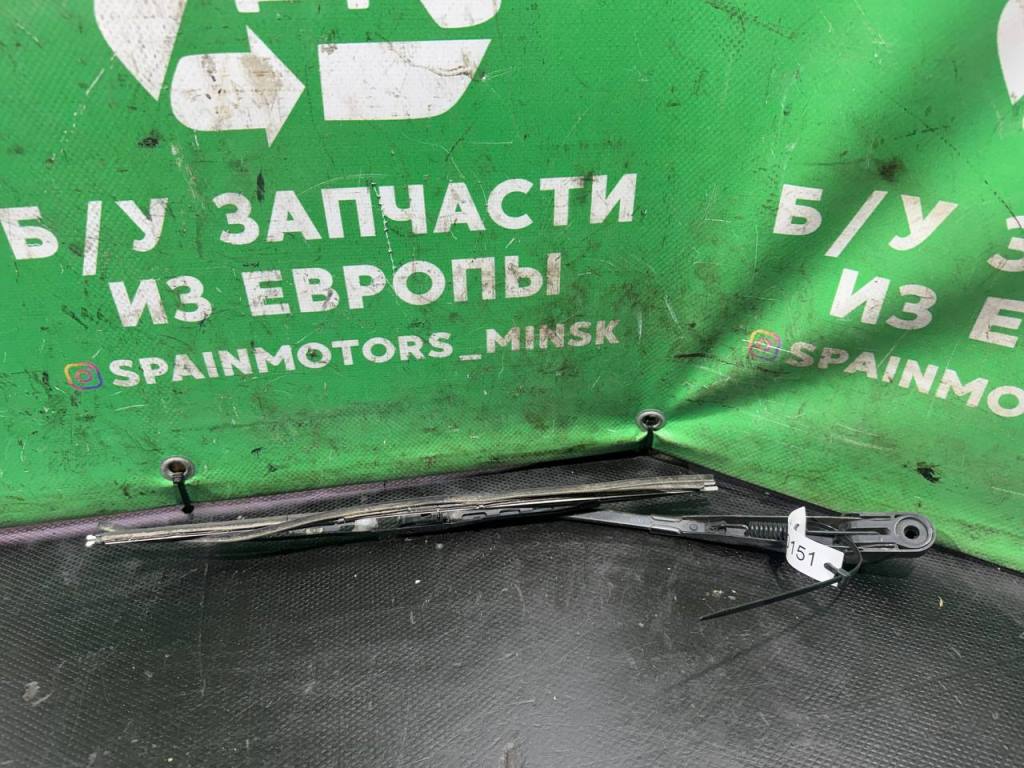 Б/У ЗАПЧАСТИ
ИЗ ЕВРОПЫ
SPAINMOTORS_MINSK
Б/У З
ИЗ Е
SPAINMO
151